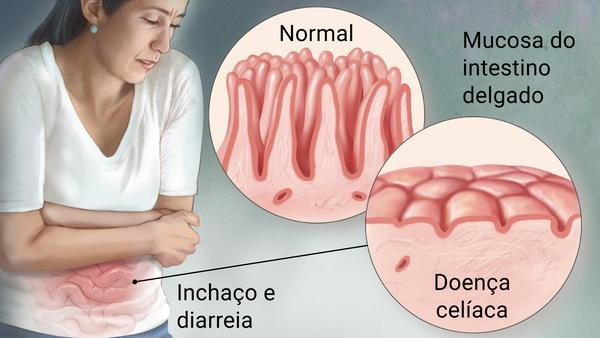 Normal
Mucosa do
intestino
delgado
Doença
celíaca
Inchaço e
diarreia